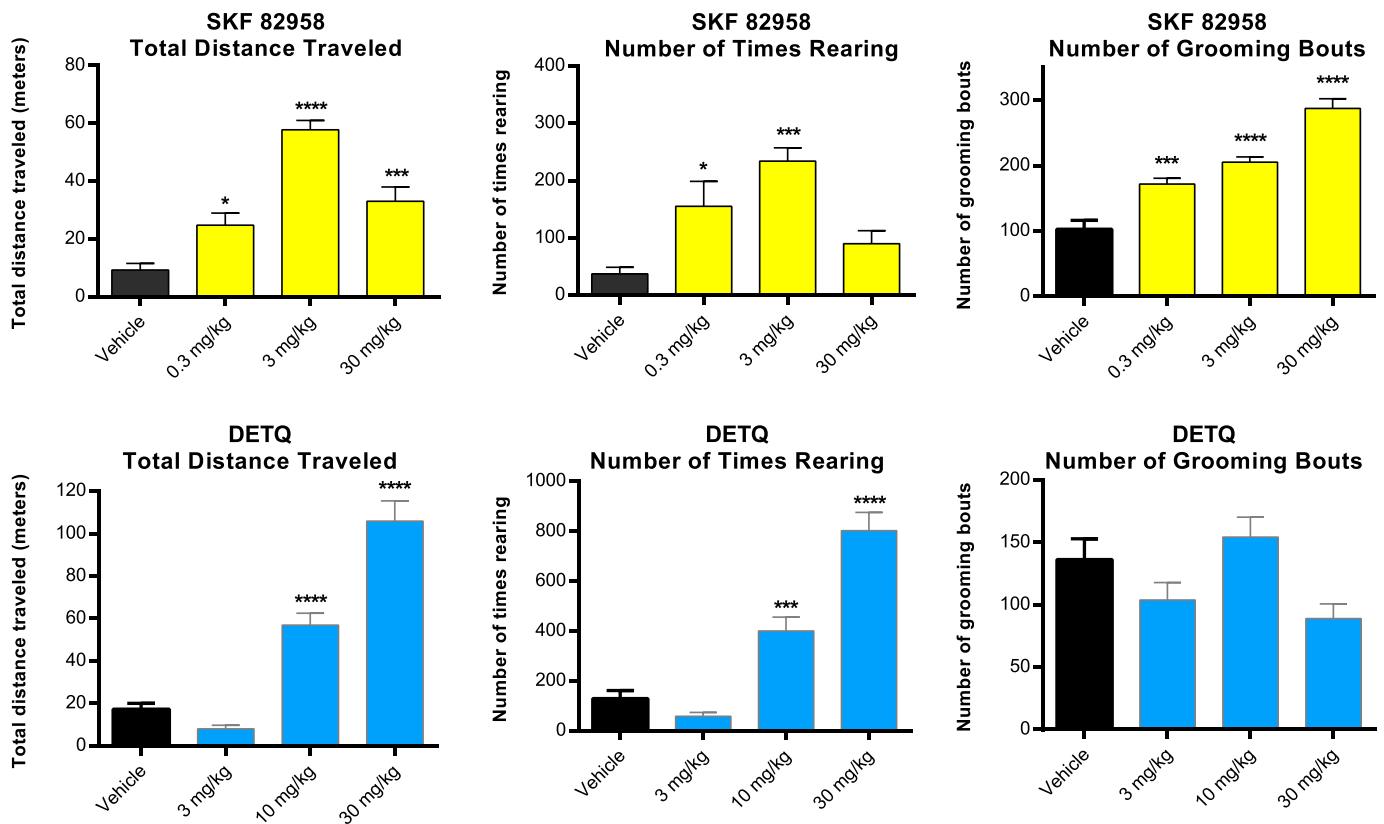 SKF 82958
Total Distance Traveled
Total distance traveled (meters)
80
60
40
20
0
*
****
***
Vehicle
0.3 mg/kg
3 mg/kg
30 mg/kg
SKF 82958
Number of Times Rearing
Number of times rearing
400
300
200
100
0
*
***
Vehicle
0.3 mg/kg
3 mg/kg
30 mg/kg
SKF 82958
Number of Grooming Bouts
Number of grooming bouts
300
200
100
0
***
****
****
Vehicle
0.3 mg/kg
3 mg/kg
30 mg/kg
DETQ
Total Distance Traveled
Total distance traveled (meters)
120
100
80
60
40
20
0
****
****
Vehicle
3 mg/kg
10 mg/kg
30 mg/kg
DETQ
Number of Times Rearing
Number of times rearing
1000
800
600
400
200
0
***
****
Vehicle
3 mg/kg
10 mg/kg
30 mg/kg
DETQ
Number of Grooming Bouts
Number of grooming bouts
200
150
100
50
0
Vehicle
3 mg/kg
10 mg/kg
30 mg/kg